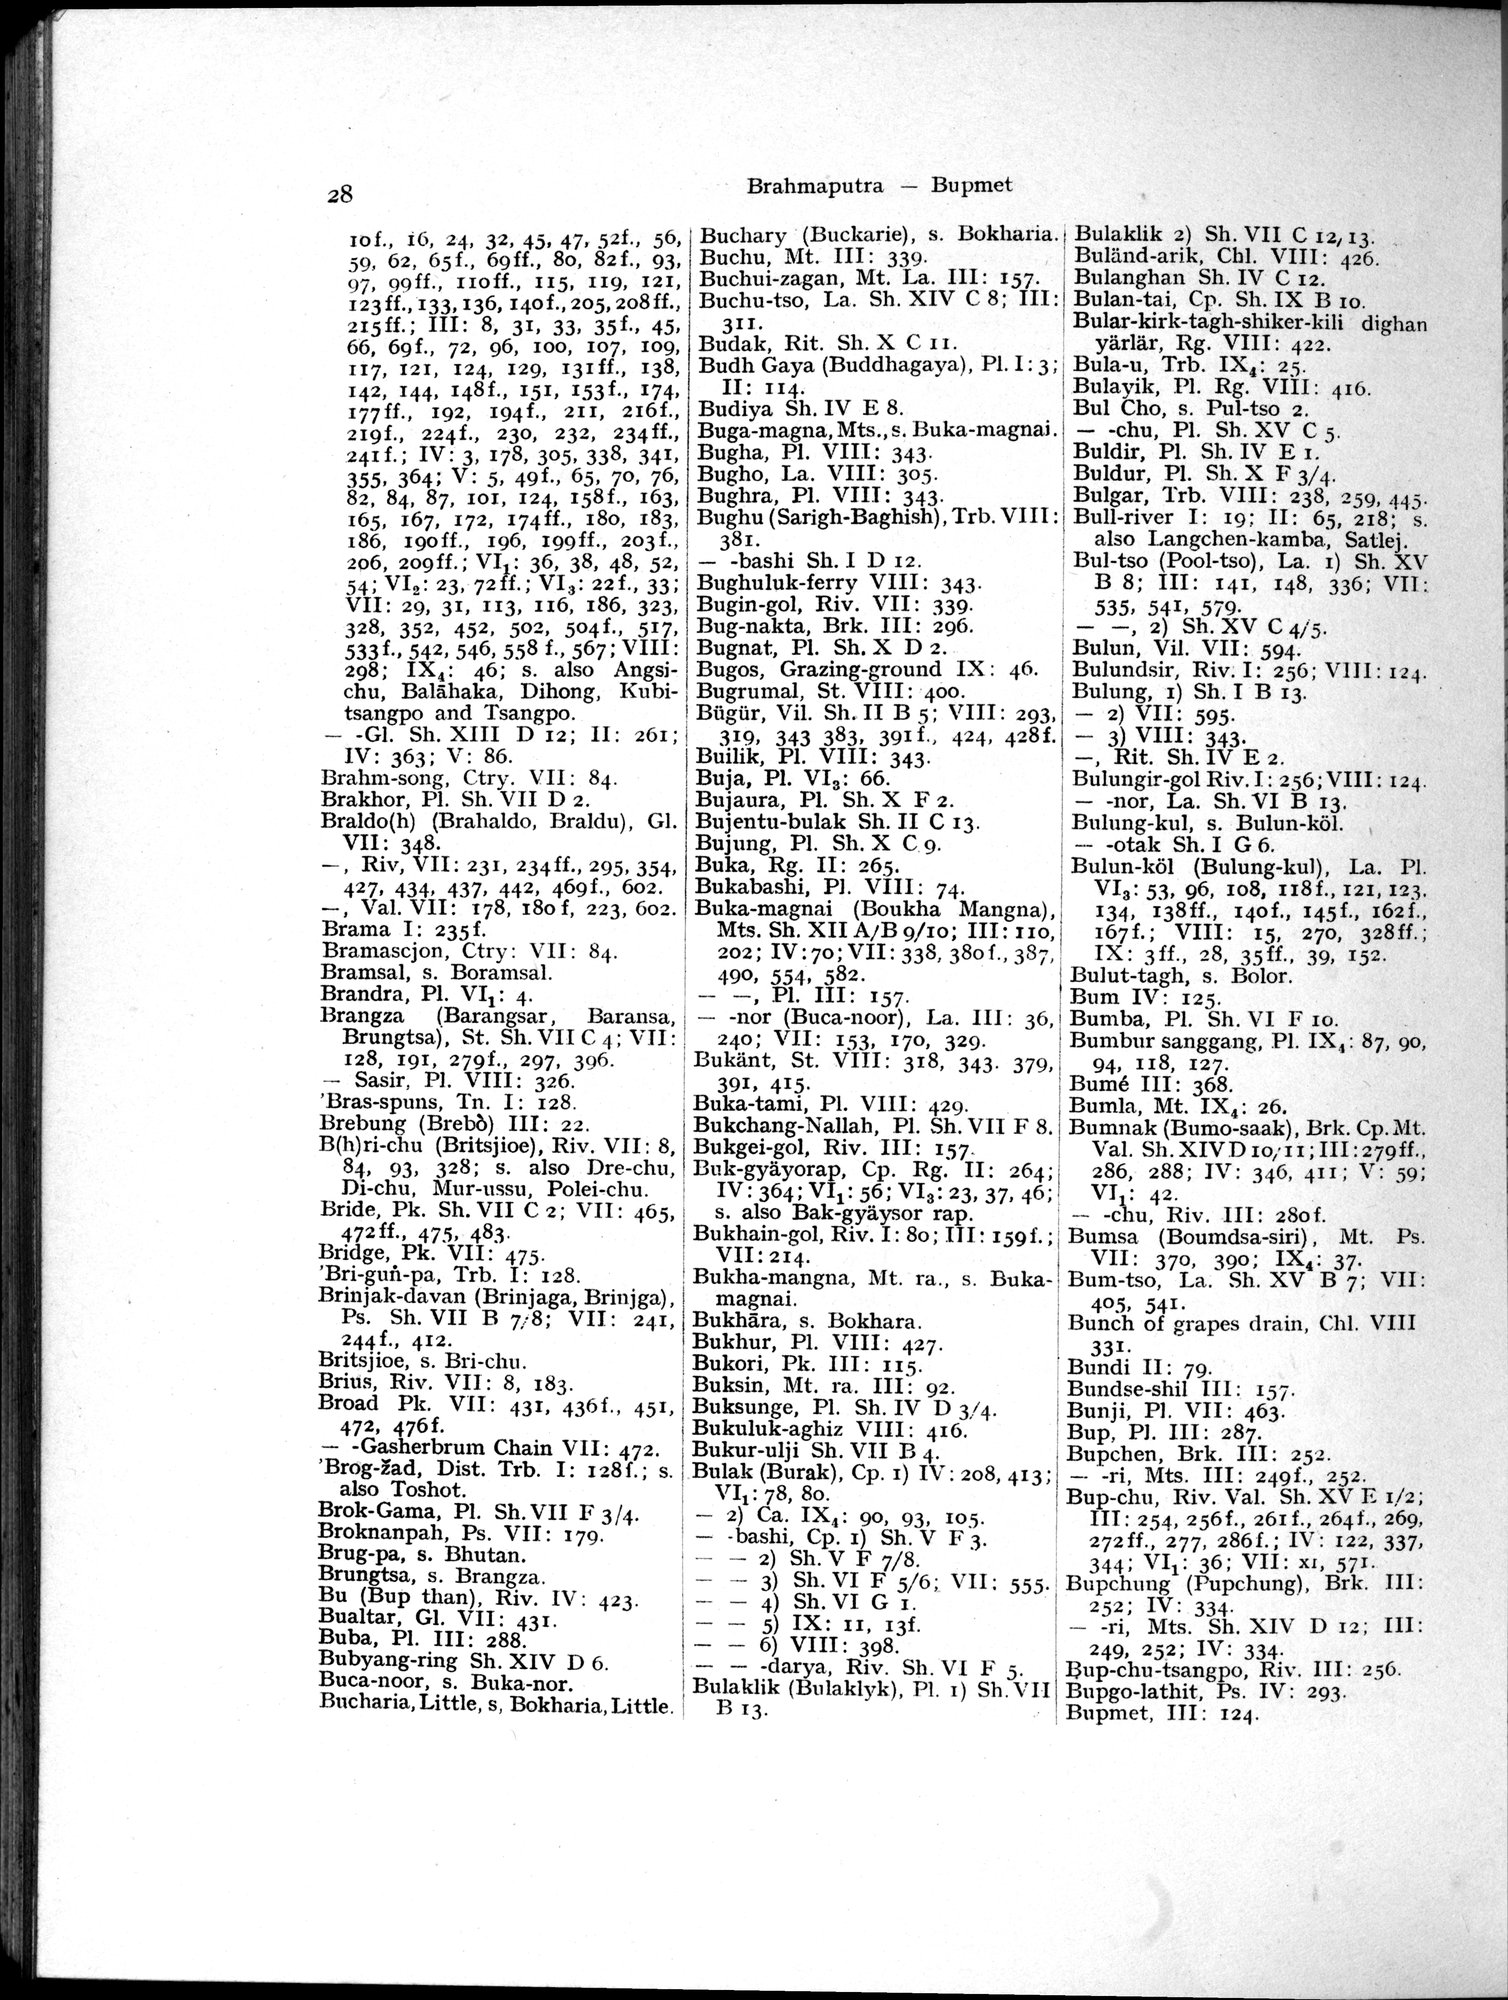 28
Brahmaputra — Bupmet
10f., 16, 24, 32, 45, 47, 52f., 56,
59, 62, 65f., 69ff., 80, 82f., 93,
97, 99ff., 110ff., 115, 119, 121,
123ff., 133, 136, 140f., 205, 208ff.,
215ff.; III: 8, 31, 33, 35f., 45,
66, 69f., 72, 96, 100, 107, 109,
117, 121, 124, 129, 131ff., 138,
142, 144, 148f., 151, 153f., 174,
177ff., 192, 194f., 211, 216f.,
219f., 224f., 230, 232, 234ff.,
241f.; IV: 3, 178, 305, 338, 341,
355, 364; V: 5, 49f., 65, 70, 76,
82, 84, 87, 101, 124, 158f., 163,
165, 167, 172, 174ff., 180, 183,
186, 190ff., 196, 199ff., 203f.,
206, 209ff.; VI₁: 36, 38, 48, 52,
54; VI₂: 23, 72ff.; VI₃: 22f., 33;
VII: 29, 31, 113, 116, 186, 323,
328, 352, 452, 502, 504f., 517,
533f., 542, 546, 558 f., 567; VIII:
298; IX₄: 46; s. also Angsi-
chu, Balāhaka, Dihong, Kubi-
tsangpo and Tsangpo.
— -Gl. Sh. XIII D 12; II: 261;
IV: 363; V: 86.
Brahm-song, Ctry. VII: 84.
Brakhor, Pl. Sh. VII D 2.
Braldo(h) (Brahaldo, Braldu), Gl.
VII: 348.
—, Riv, VII: 231, 234ff., 295, 354,
427, 434, 437, 442, 469f., 602.
—, Val. VII: 178, 180f, 223, 602.
Brama I: 235f.
Bramascjon, Ctry: VII: 84.
Bramsal, s. Boramsal.
Brandra, Pl. VI₁: 4.
Brangza (Barangsar, Baransa,
Brungtsa), St. Sh. VII C 4; VII:
128, 191, 279f., 297, 396.
— Sasir, Pl. VIII: 326.
'Bras-spuns, Tn. I: 128.
Brebung (Brebò) III: 22.
B(h)ri-chu (Britsjioe), Riv. VII: 8,
84, 93, 328; s. also Dre-chu,
Di-chu, Mur-ussu, Polei-chu.
Bride, Pk. Sh. VII C 2; VII: 465,
472ff., 475, 483.
Bridge, Pk. VII: 475.
'Bri-guṅ-pa, Trb. I: 128.
Brinjak-davan (Brinjaga, Brinjga),
Ps. Sh. VII B 7/8; VII: 241,
244f., 412.
Britsjioe, s. Bri-chu.
Brius, Riv. VII: 8, 183.
Broad Pk. VII: 431, 436f., 451,
472, 476f.
— -Gasherbrum Chain VII: 472.
'Brog-žad, Dist. Trb. I: 128f.; s.
also Toshot.
Brok-Gama, Pl. Sh. VII F 3/4.
Broknanpah, Ps. VII: 179.
Brug-pa, s. Bhutan.
Brungtsa, s. Brangza.
Bu (Bup than), Riv. IV: 423.
Bualtar, Gl. VII: 431.
Buba, Pl. III: 288.
Bubyang-ring Sh. XIV D 6.
Buca-noor, s. Buka-nor.
Bucharia, Little, s, Bokharia, Little.
Buchary (Buckarie), s. Bokharia.
Buchu, Mt. III: 339.
Buchui-zagan, Mt. La. III: 157.
Buchu-tso, La. Sh. XIV C 8; III:
311.
Budak, Rit. Sh. X C 11.
Budh Gaya (Buddhagaya), Pl. I: 3;
II: 114.
Budiya Sh. IV E 8.
Buga-magna, Mts., s. Buka-magnai.
Bugha, Pl. VIII: 343.
Bugho, La. VIII: 305.
Bughra, Pl. VIII: 343.
Bughu (Sarigh-Baghish), Trb. VIII:
381.
— -bashi Sh. I D 12.
Bughuluk-ferry VIII: 343.
Bugin-gol, Riv. VII: 339.
Bug-nakta, Brk. III: 296.
Bugnat, Pl. Sh. X D 2.
Bugos, Grazing-ground IX: 46.
Bugrumal, St. VIII: 400.
Bügür, Vil. Sh. II B 5; VIII: 293,
319, 343 383, 391f., 424, 428f.
Builik, Pl. VIII: 343.
Buja, Pl. VI₃: 66.
Bujaura, Pl. Sh. X F 2.
Bujentu-bulak Sh. II C 13.
Bujung, Pl. Sh. X C 9.
Buka, Rg. II: 265.
Bukabashi, Pl. VIII: 74.
Buka-magnai (Boukha Mangna),
Mts. Sh. XII A/B 9/10; III: 110,
202; IV: 70; VII: 338, 380f., 387,
490, 554, 582.
— —, Pl. III: 157.
— -nor (Buca-noor), La. III: 36,
240; VII: 153, 170, 329.
Bukänt, St. VIII: 318, 343. 379,
391, 415.
Buka-tami, Pl. VIII: 429.
Bukchang-Nallah, Pl. Sh. VII F 8.
Bukgei-gol, Riv. III: 157.
Buk-gyäyorap, Cp. Rg. II: 264;
IV: 364; VI₁: 56; VI₃: 23, 37, 46;
s. also Bak-gyäysor rap.
Bukhain-gol, Riv. I: 80; III: 159f.;
VII: 214.
Bukha-mangna, Mt. ra., s. Buka-
magnai.
Bukhāra, s. Bokhara.
Bukhur, Pl. VIII: 427.
Bukori, Pk. III: 115.
Buksin, Mt. ra. III: 92.
Buksunge, Pl. Sh. IV D 3/4.
Bukuluk-aghiz VIII: 416.
Bukur-ulji Sh. VII B 4.
Bulak (Burak), Cp. 1) IV: 208, 413;
VI₁: 78, 80.
— 2) Ca. IX₄: 90, 93, 105.
— -bashi, Cp. 1) Sh. V F 3.
— — 2) Sh. V F 7/8.
— — 3) Sh. VI F 5/6; VII: 555.
— — 4) Sh. VI G 1.
— — 5) IX: 11, 13f.
— — 6) VIII: 398.
— — -darya, Riv. Sh. VI F 5.
Bulaklik (Bulaklyk), Pl. 1) Sh. VII
B 13.
Bulaklik 2) Sh. VII C 12/13.
Buländ-arik, Chl. VIII: 426.
Bulanghan Sh. IV C 12.
Bulan-tai, Cp. Sh. IX B 10.
Bular-kirk-tagh-shiker-kili dighan
yärlär, Rg. VIII: 422.
Bula-u, Trb. IX₄: 25.
Bulayik, Pl. Rg. VIII: 416.
Bul Cho, s. Pul-tso 2.
— -chu, Pl. Sh. XV C 5.
Buldir, Pl. Sh. IV E 1.
Buldur, Pl. Sh. X F 3/4.
Bulgar, Trb. VIII: 238, 259, 445.
Bull-river I: 19; II: 65, 218; s.
also Langchen-kamba, Satlej.
Bul-tso (Pool-tso), La. 1) Sh. XV
B 8; III: 141, 148, 336; VII:
535, 541, 579.
— —, 2) Sh. XV C 4/5.
Bulun, Vil. VII: 594.
Bulundsir, Riv. I: 256; VIII: 124.
Bulung, 1) Sh. I B 13.
— 2) VII: 595.
— 3) VIII: 343.
—, Rit. Sh. IV E 2.
Bulungir-gol Riv. I: 256; VIII: 124.
— -nor, La. Sh. VI B 13.
Bulung-kul, s. Bulun-köl.
— -otak Sh. I G 6.
Bulun-köl (Bulung-kul), La. Pl.
VI₃: 53, 96, 108, 118f., 121, 123,
134, 138ff., 140f., 145f., 162f.,
167f.; VIII: 15, 270, 328ff.;
IX: 3ff., 28, 35ff., 39, 152.
Bulut-tagh, s. Bolor.
Bum IV: 125.
Bumba, Pl. Sh. VI F 10.
Bumbur sanggang, Pl. IX₄: 87, 90,
94, 118, 127.
Bumé III: 368.
Bumla, Mt. IX₄: 26.
Bumnak (Bumo-saak), Brk. Cp. Mt.
Val. Sh. XIV D 10/11; III: 279ff.,
286, 288; IV: 346, 411; V: 59;
VI₁: 42.
— -chu, Riv. III: 280f.
Bumsa (Boumdsa-siri), Mt. Ps.
VII: 370, 390; IX₄: 37.
Bum-tso, La. Sh. XV B 7; VII:
405, 541.
Bunch of grapes drain, Chl. VIII
331.
Bundi II: 79.
Bundse-shil III: 157.
Bunji, Pl. VII: 463.
Bup, Pl. III: 287.
Bupchen, Brk. III: 252.
— -ri, Mts. III: 249f., 252.
Bup-chu, Riv. Val. Sh. XV E 1/2;
III: 254, 256f., 261f., 264f., 269,
272ff., 277, 286f.; IV: 122, 337,
344; VI₁: 36; VII: XI, 571.
Bupchung (Pupchung), Brk. III:
252; IV: 334.
— -ri, Mts. Sh. XIV D 12; III:
249, 252; IV: 334.
Bup-chu-tsangpo, Riv. III: 256.
Bupgo-lathit, Ps. IV: 293.
Bupmet, III: 124.